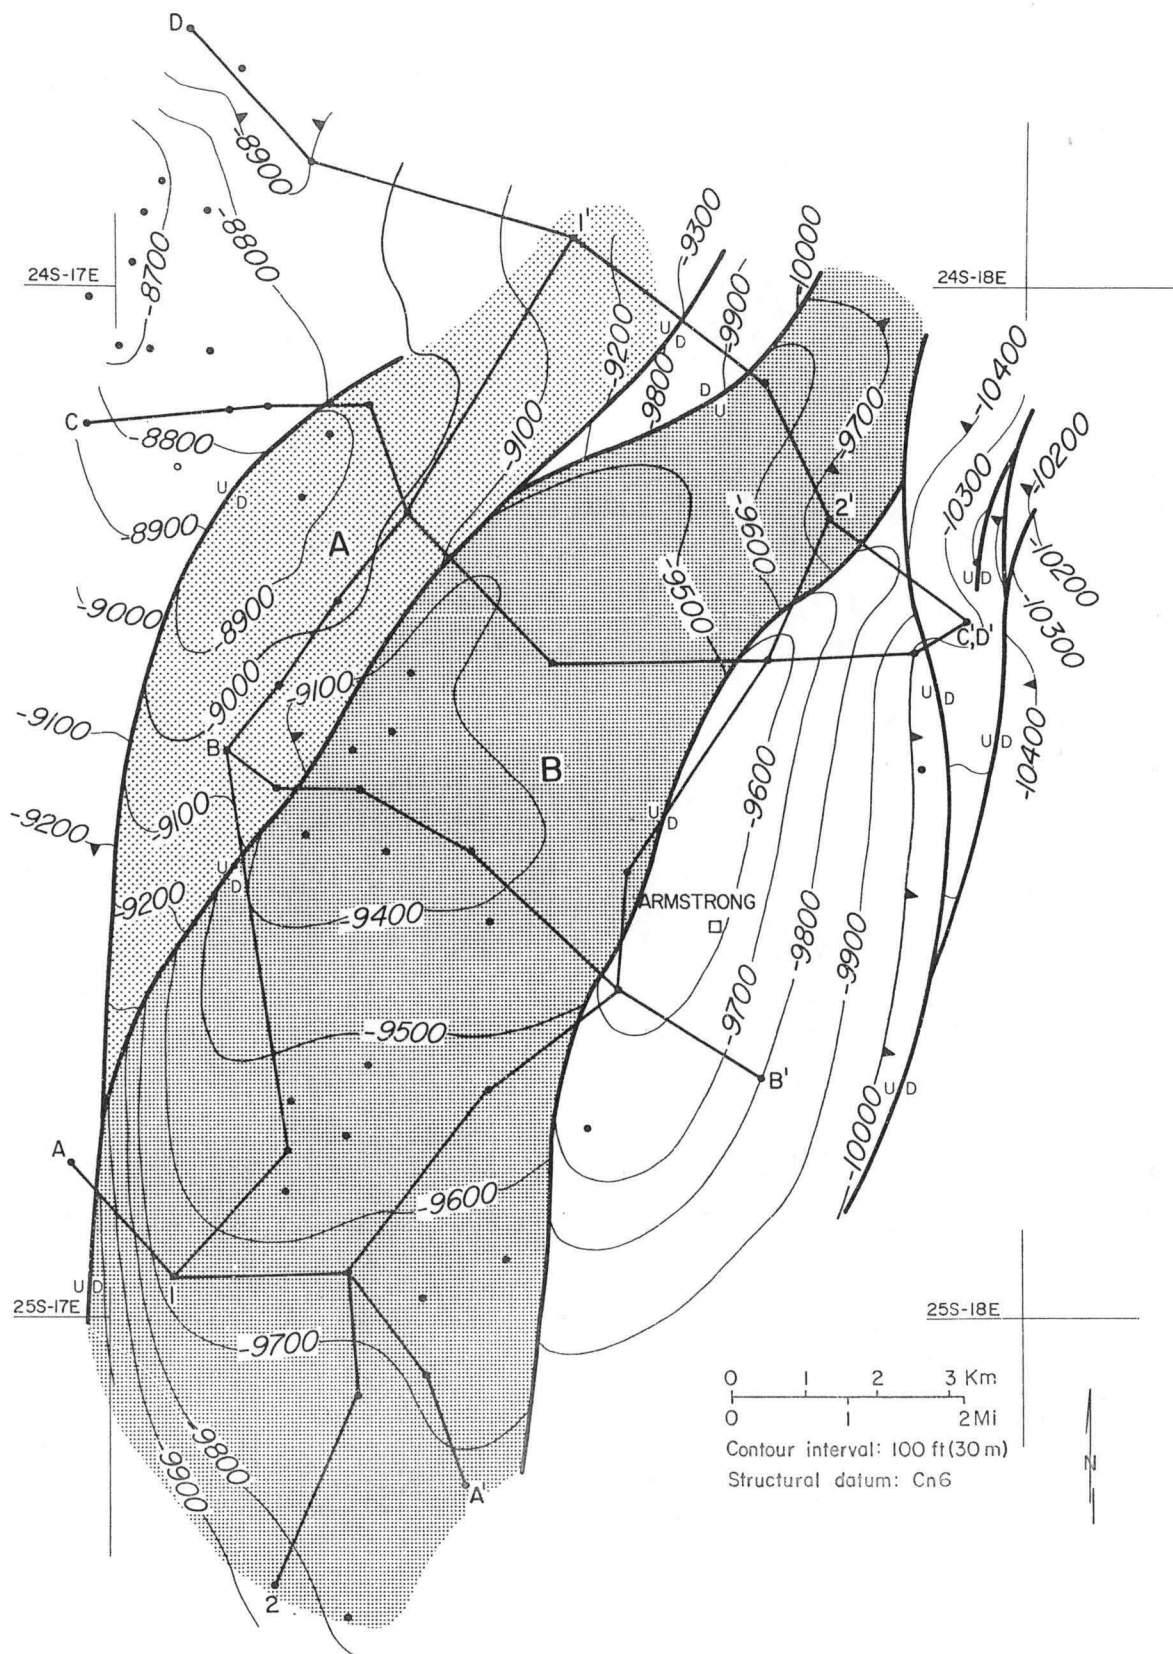 D
-8900
1'
-9300
-10000
-8700
-8800
24S-17E
24S-18E
-9200
U
D
-9900
-9800
D
U
-10400
-9700
C
-8800
-9100
-10300
-10200
U
D
-8900
A
-9600
2'
-9500
U
D
-10200
-9000
-8900
C',D'
-10300
-9000
-9100
U
D
-9100
B
U
D
-10400
B
-9600
-9100
-9200
U
D
U
D
-9200
-9400
ARMSTRONG
-9800
-9900
-9700
-9500
B'
U
D
A
-10000
-9600
U
D
1
25S-17E
25S-18E
-9700
0 1 2 3 Km
0 1 2 Mi
Contour interval: 100 ft (30 m)
Structural datum: Cn6
N
-9800
-9900
A'
2